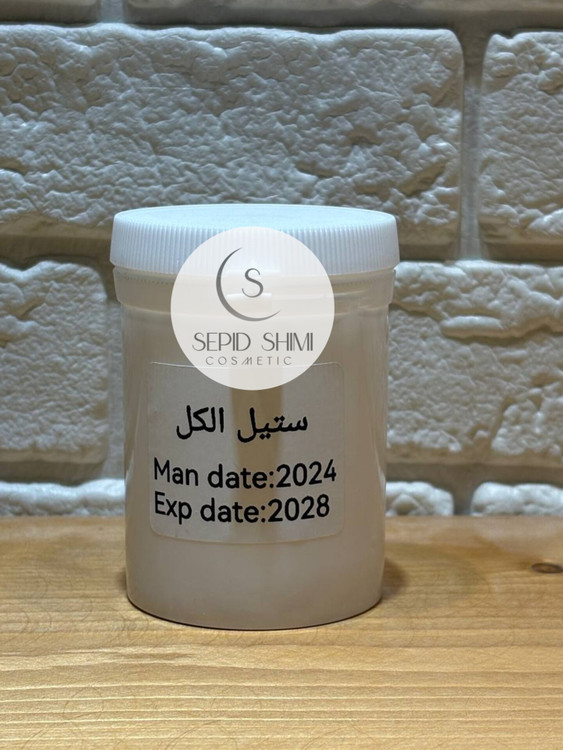 S
SEPID SHIMI
COSMETIC
ستیل الکل
Man date:2024
Exp date:2028